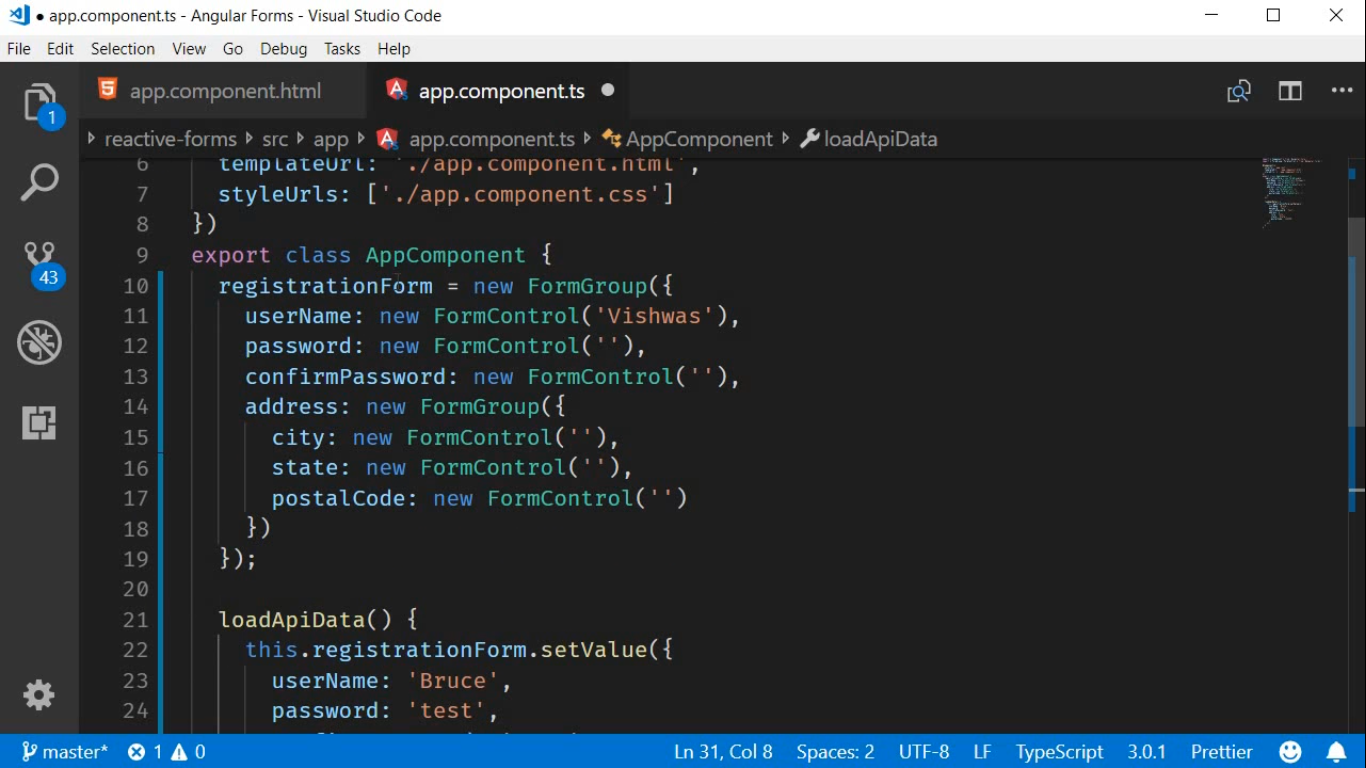 ● app.component.ts - Angular Forms - Visual Studio Code
File Edit Selection View Go Debug Tasks Help
app.component.html app.component.ts
reactive-forms src app app.component.ts AppComponent loadApiData
1
43
6 templateUrl: './app.component.html',
7 styleUrls: ['./app.component.css']
8 })
9 export class AppComponent {
10 registrationForm = new FormGroup({
11 userName: new FormControl('Vishwas'),
12 password: new FormControl(''),
13 confirmPassword: new FormControl(''),
14 address: new FormGroup({
15 city: new FormControl(''),
16 state: new FormControl(''),
17 postalCode: new FormControl('')
18 })
19 });
20
21 loadApiData() {
22 this.registrationForm.setValue({
23 userName: 'Bruce',
24 password: 'test',
master* 1 0 Ln 31, Col 8 Spaces: 2 UTF-8 LF TypeScript 3.0.1 Prettier